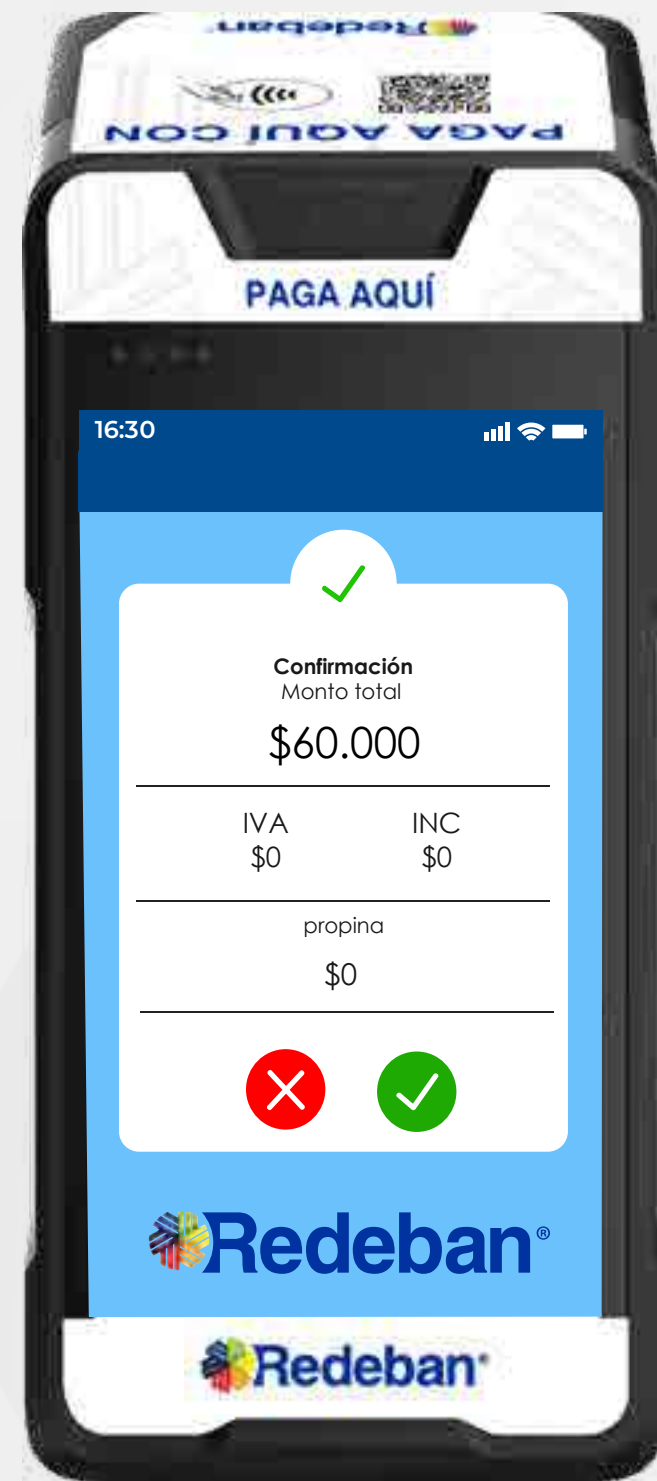 Redeban
PAGA AQUÍ CON
PAGA AQUÍ
16:30
Confirmación
Monto total
$60.000
IVA INC
$0 $0
propina
$0
Redeban®
Redeban